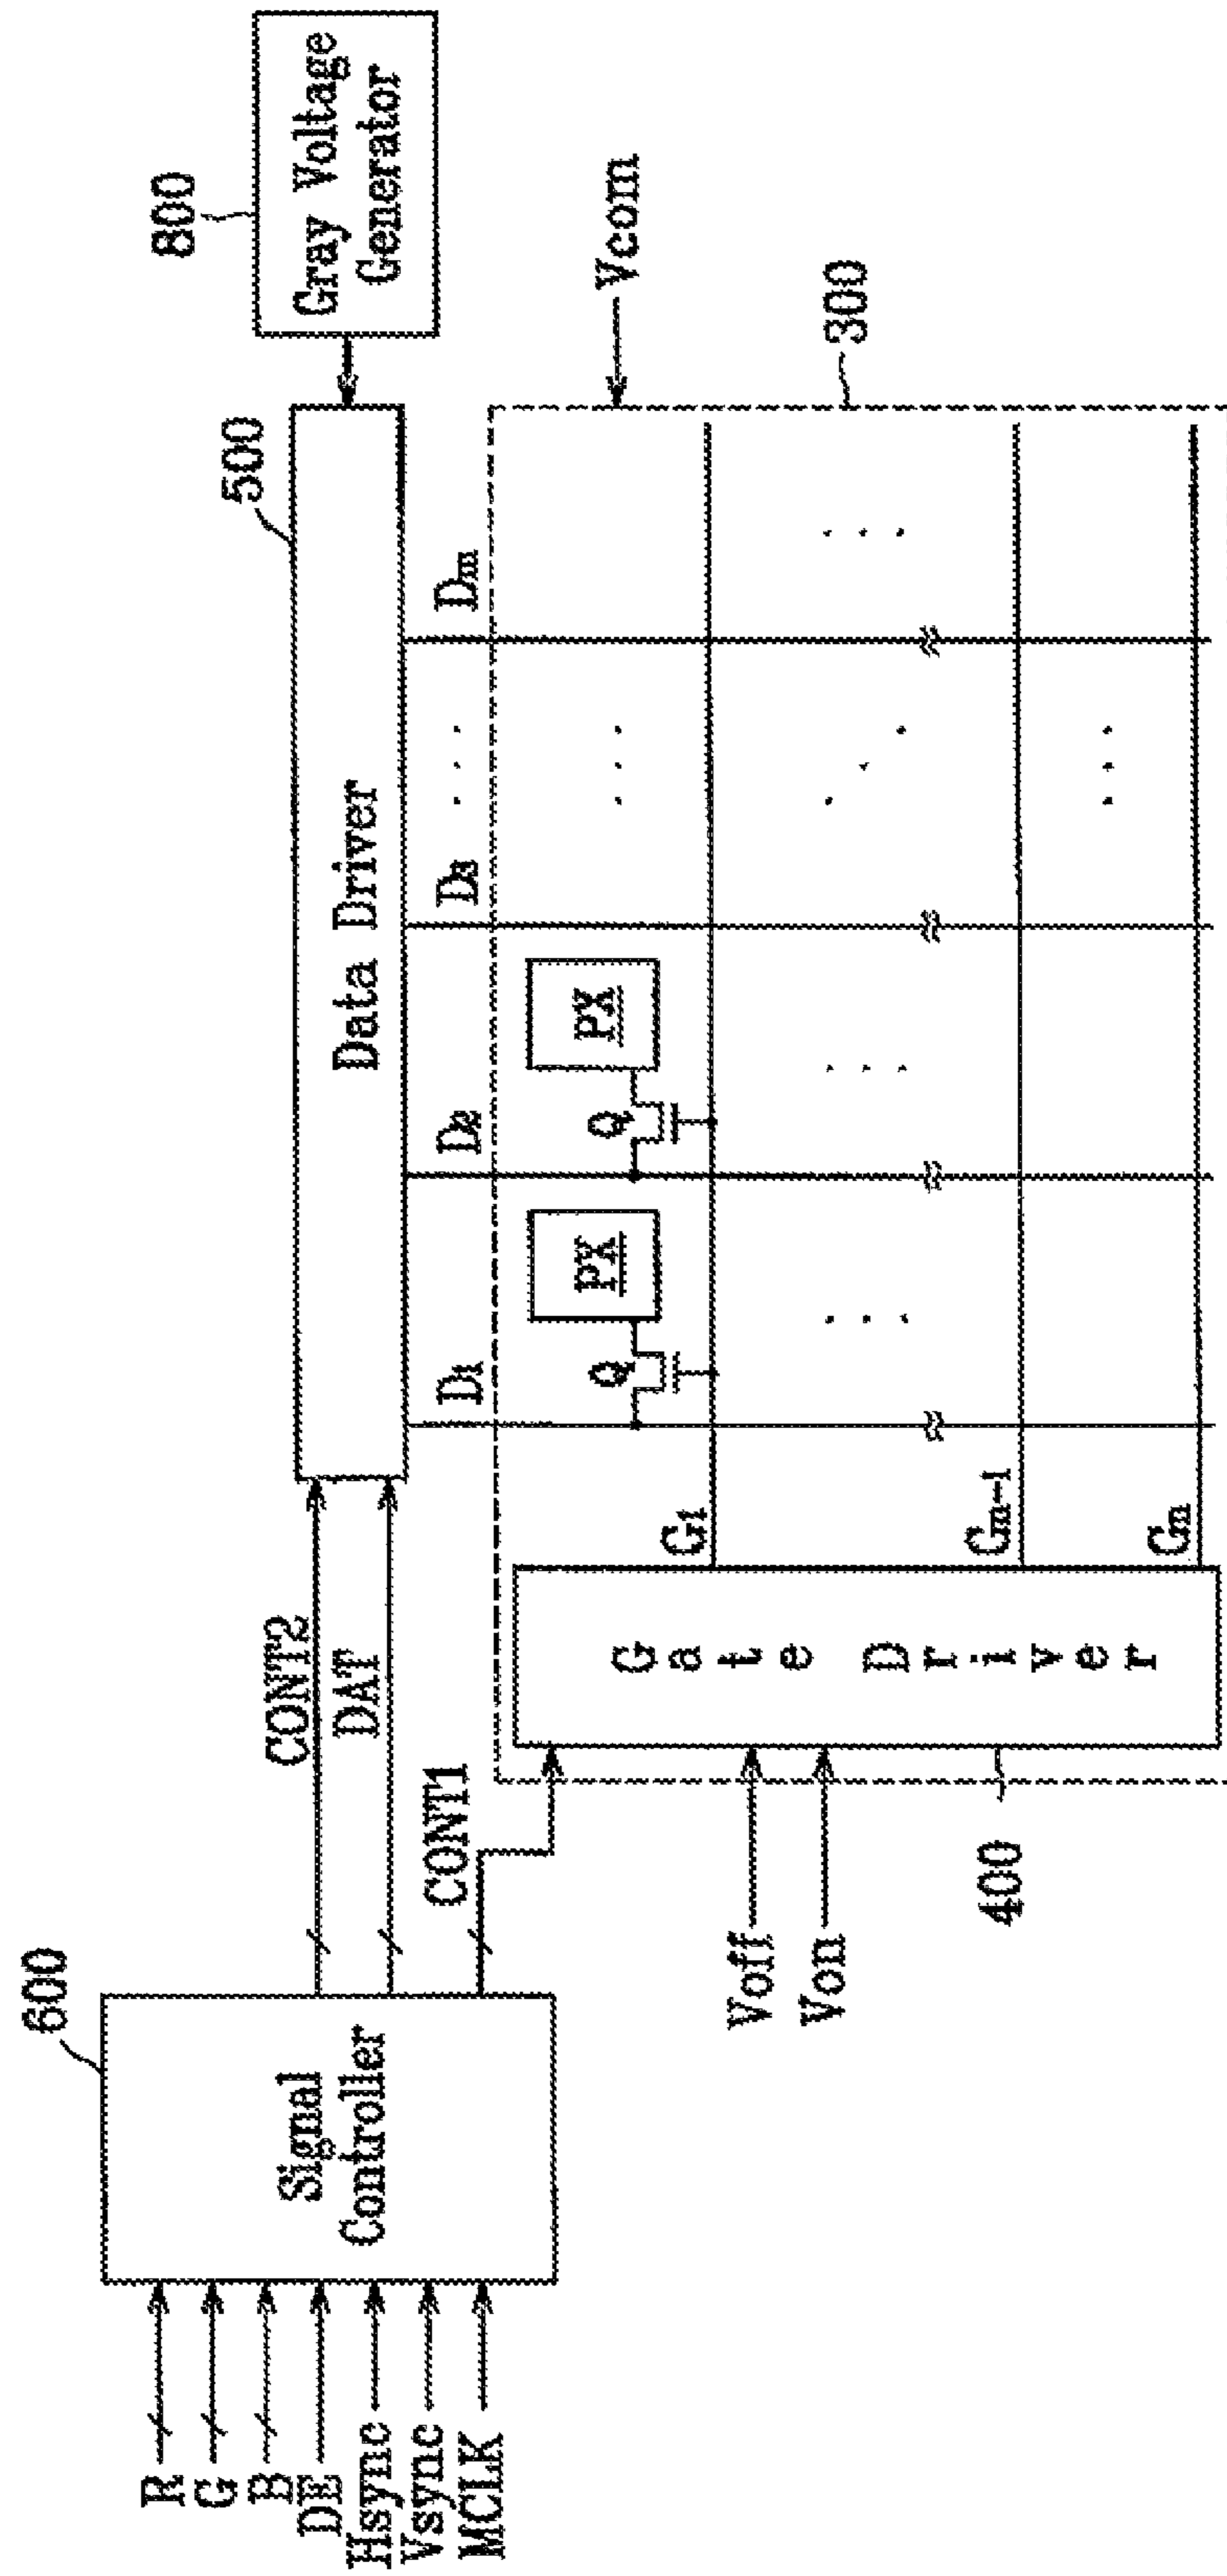 800
Gray Voltage
Generator
500
Data Driver
600
Signal
Controller
R
G
B
DE
Hsync
Vsync
MCLK
CONT2
DAT
CONT1
D1
D2
D3
Dm
Vcom
300
Q
PX
Q
PX
G1
Gn-1
Gn
Gate Driver
Voff
Von
400